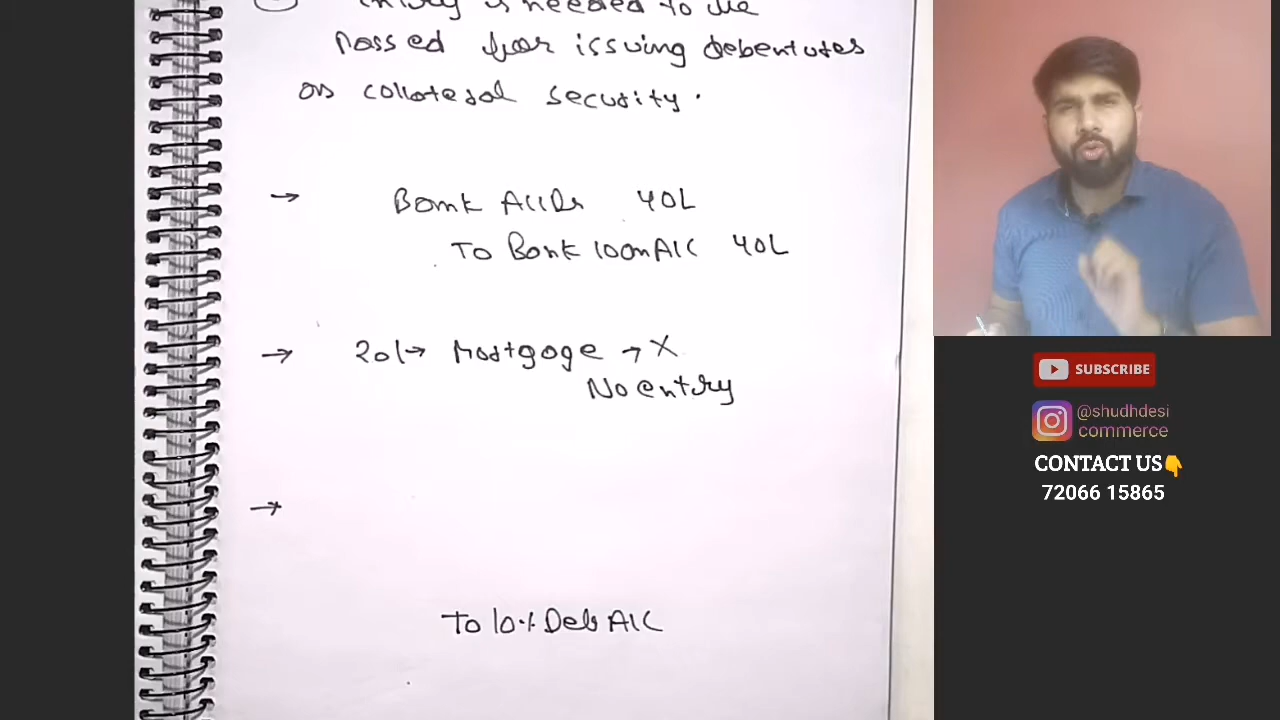 Entry is needed to be
passed for issuing debentures
as collateral security.
→ Bank A/c Dr 40L
To Bank loan A/c 40L
→ 20L → Mortgage → X
No entry
→
To 10% Deb A/c
SUBSCRIBE
@shudhdesi
commerce
CONTACT US👇
72066 15865